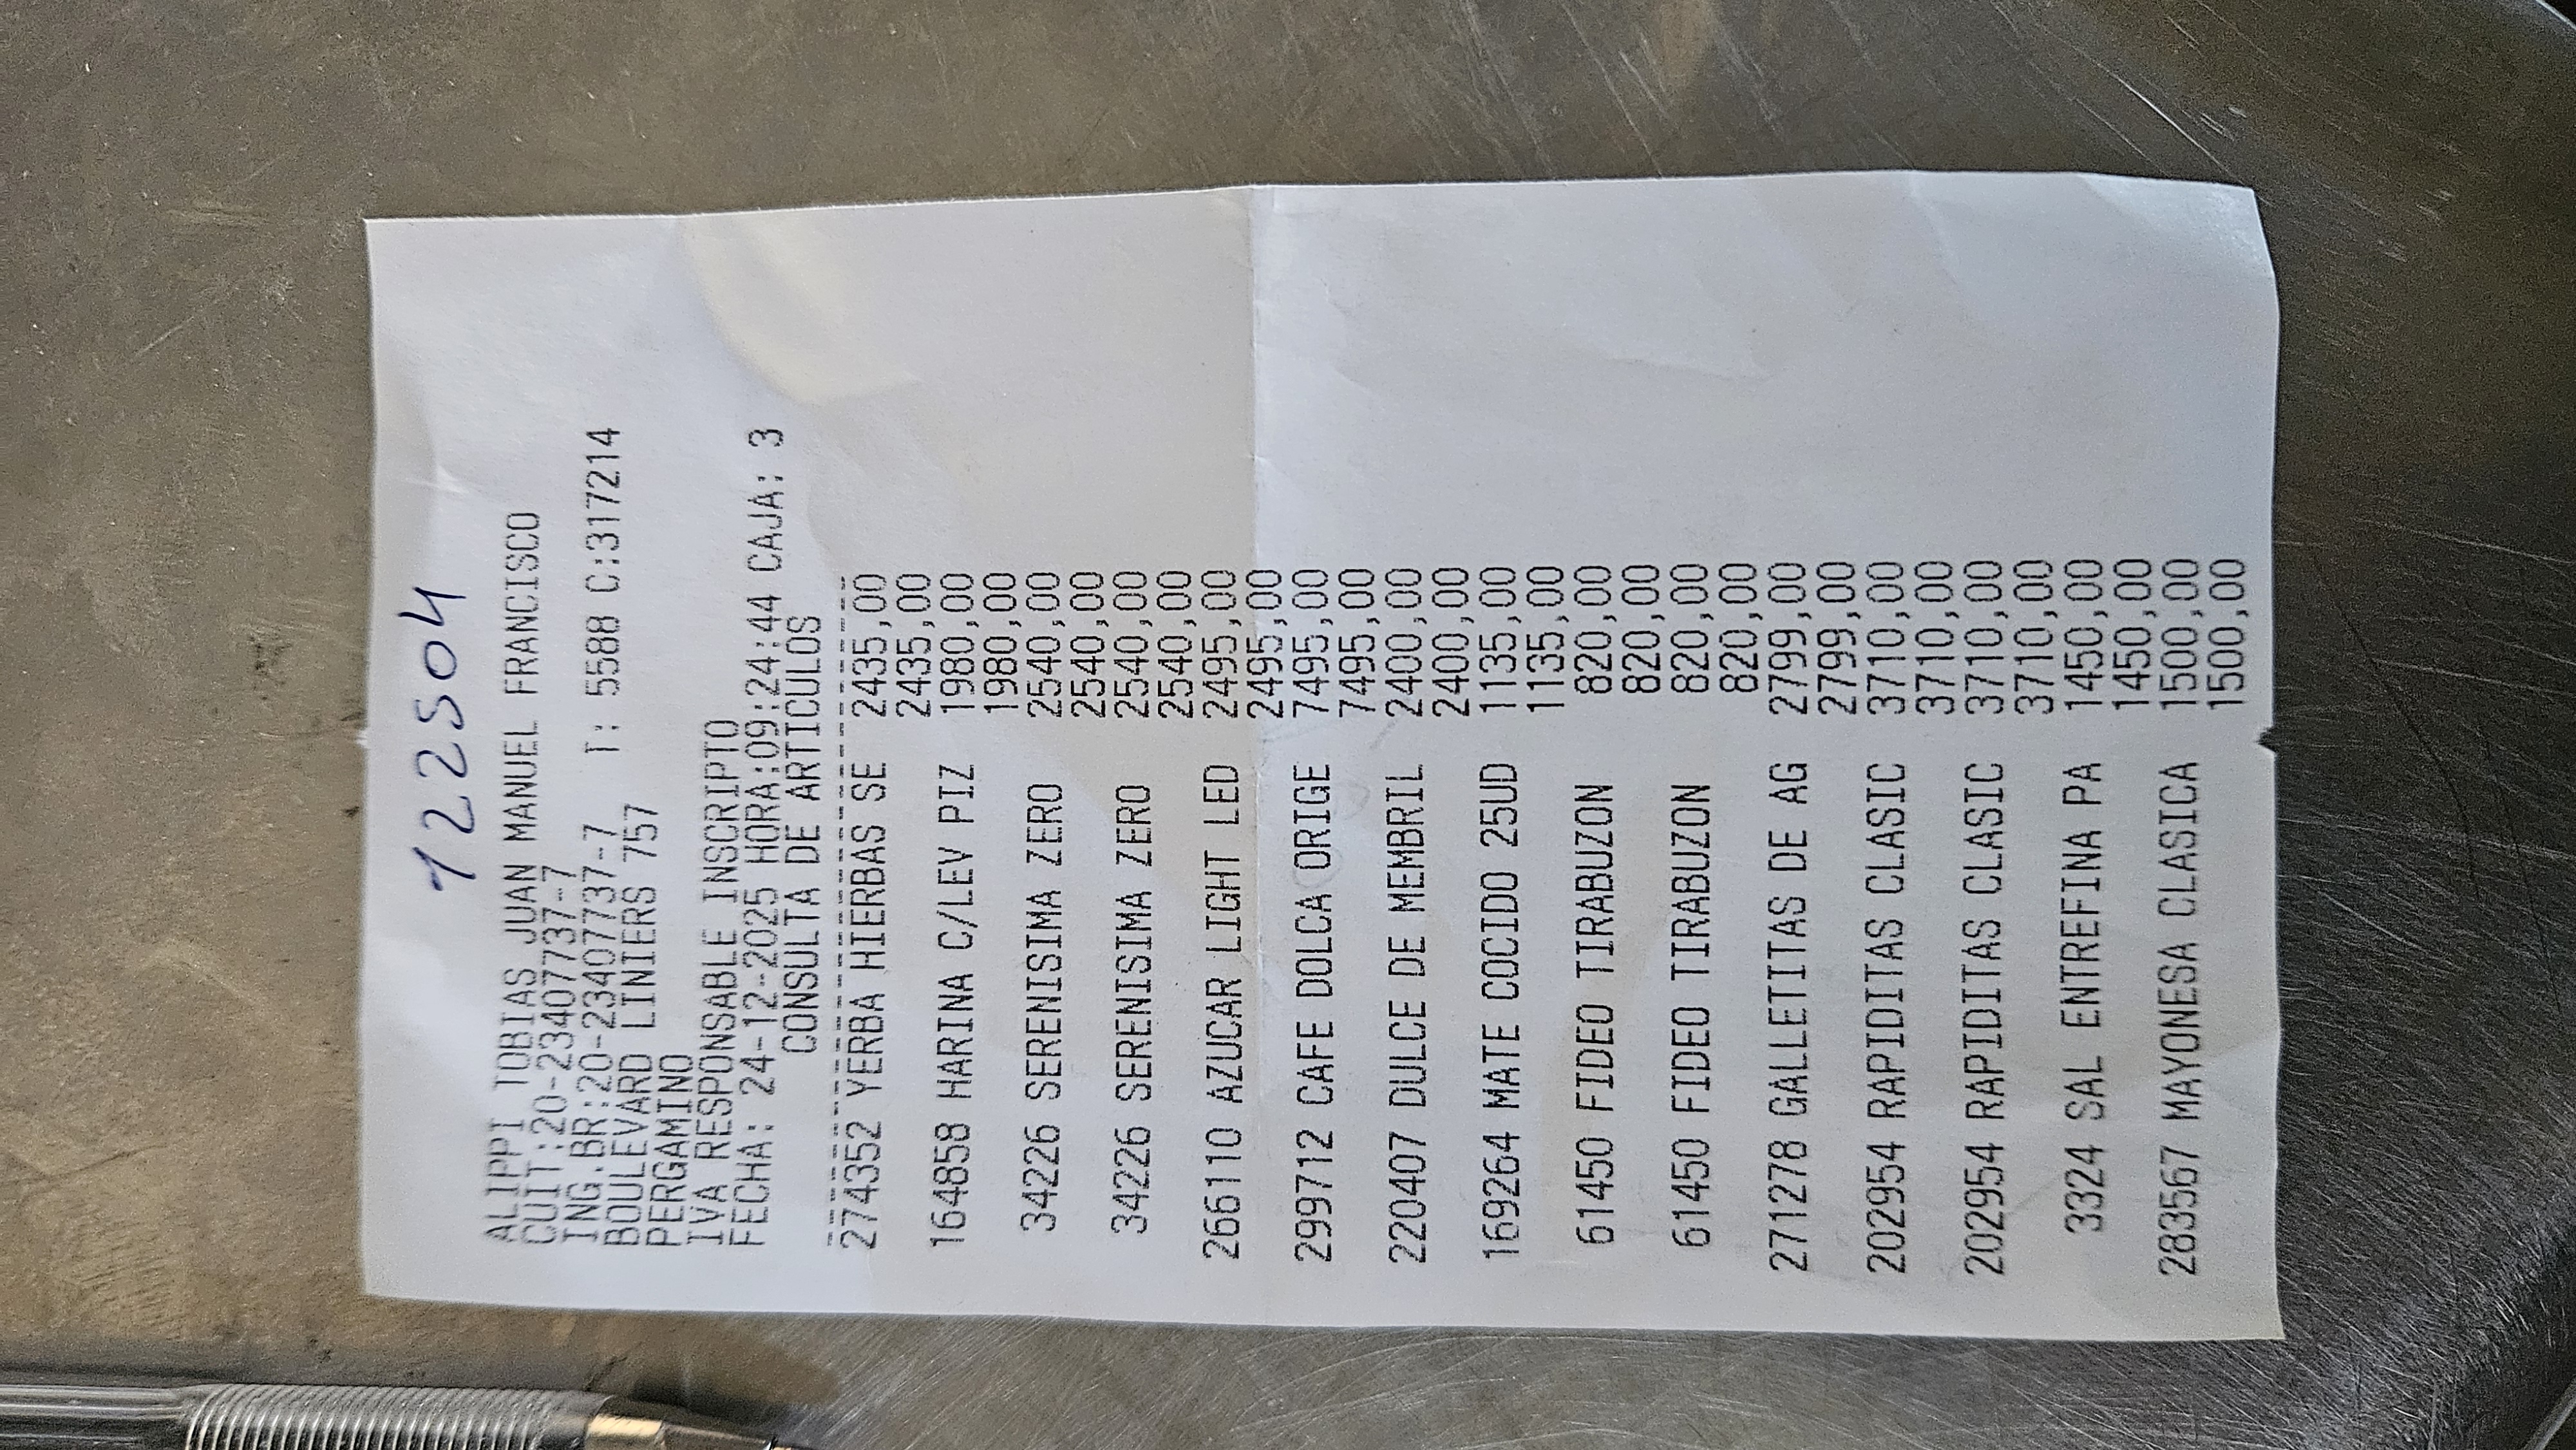 122504
ALIPPI TOBIAS JUAN MANUEL FRANCISCO
CUIT:20-23407737-7
ING.BR:20-23407737-7 T: 5588 C:317214
BOULEVARD LINIERS 757
PERGAMINO
IVA RESPONSABLE INSCRIPTO
FECHA: 24-12-2025 HORA:09:24:44 CAJA: 3
CONSULTA DE ARTICULOS
274352 YERBA HIERBAS SE 2435,00
2435,00
164858 HARINA C/LEV PIZ 1980,00
1980,00
34226 SERENISIMA ZERO 2540,00
2540,00
34226 SERENISIMA ZERO 2540,00
2540,00
266110 AZUCAR LIGHT LED 2495,00
2495,00
299712 CAFE DOLCA ORIGE 7495,00
7495,00
220407 DULCE DE MEMBRIL 2400,00
2400,00
169264 MATE COCIDO 25UD 1135,00
1135,00
61450 FIDEO TIRABUZON 820,00
820,00
61450 FIDEO TIRABUZON 820,00
820,00
271278 GALLETITAS DE AG 2799,00
2799,00
202954 RAPIDITAS CLASIC 3710,00
3710,00
202954 RAPIDITAS CLASIC 3710,00
3710,00
3324 SAL ENTREFINA PA 1450,00
1450,00
283567 MAYONESA CLASICA 1500,00
1500,00